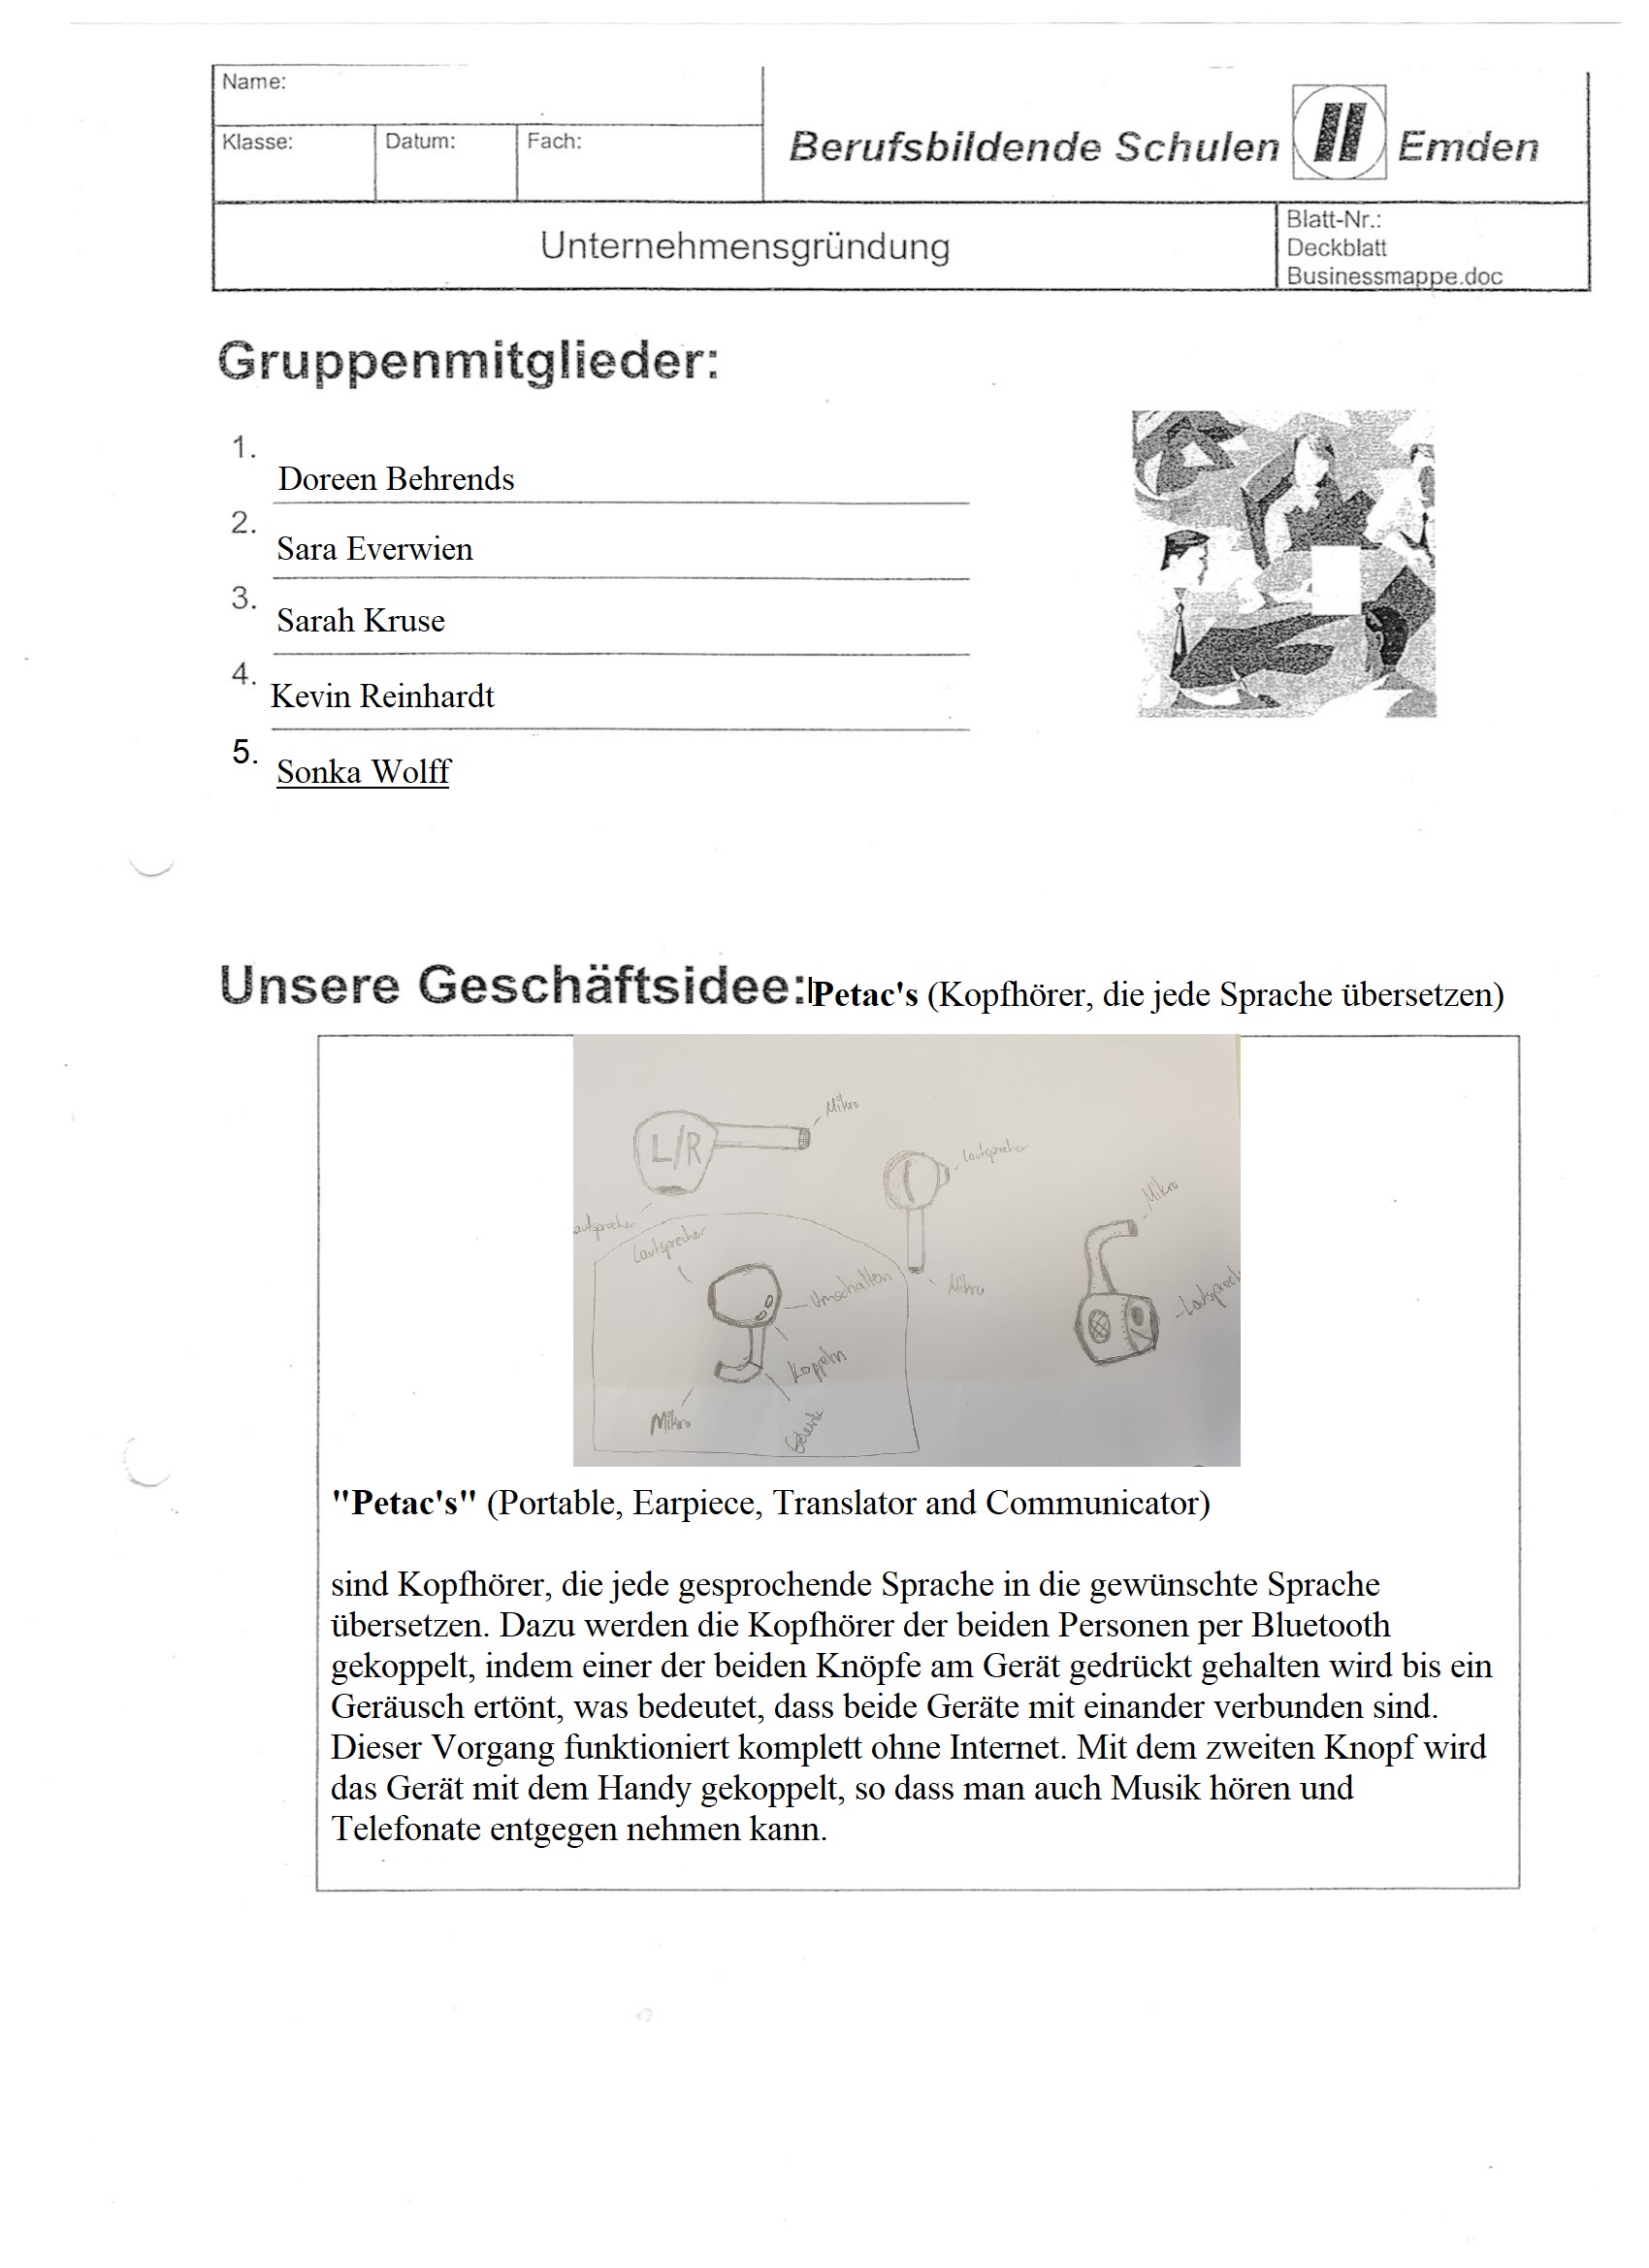 Name:
Klasse:
Datum:
Fach:
Berufsbildende Schulen II Emden
Unternehmensgründung
Blatt-Nr.:
Deckblatt
Businessmappe.doc
Gruppenmitglieder:
1. Doreen Behrends
2. Sara Everwien
3. Sarah Kruse
4. Kevin Reinhardt
5. Sonka Wolff
Unsere Geschäftsidee: Petac's (Kopfhörer, die jede Sprache übersetzen)
Mikro
L/R
Lautsprecher
Mikro
autsprecher
Lautsprecher
Umschalten
Mikro
Lautsprech
Koppeln
Mikro
Gelenk
"Petac's" (Portable, Earpiece, Translator and Communicator)
sind Kopfhörer, die jede gesprochende Sprache in die gewünschte Sprache
übersetzen. Dazu werden die Kopfhörer der beiden Personen per Bluetooth
gekoppelt, indem einer der beiden Knöpfe am Gerät gedrückt gehalten wird bis ein
Geräusch ertönt, was bedeutet, dass beide Geräte mit einander verbunden sind.
Dieser Vorgang funktioniert komplett ohne Internet. Mit dem zweiten Knopf wird
das Gerät mit dem Handy gekoppelt, so dass man auch Musik hören und
Telefonate entgegen nehmen kann.